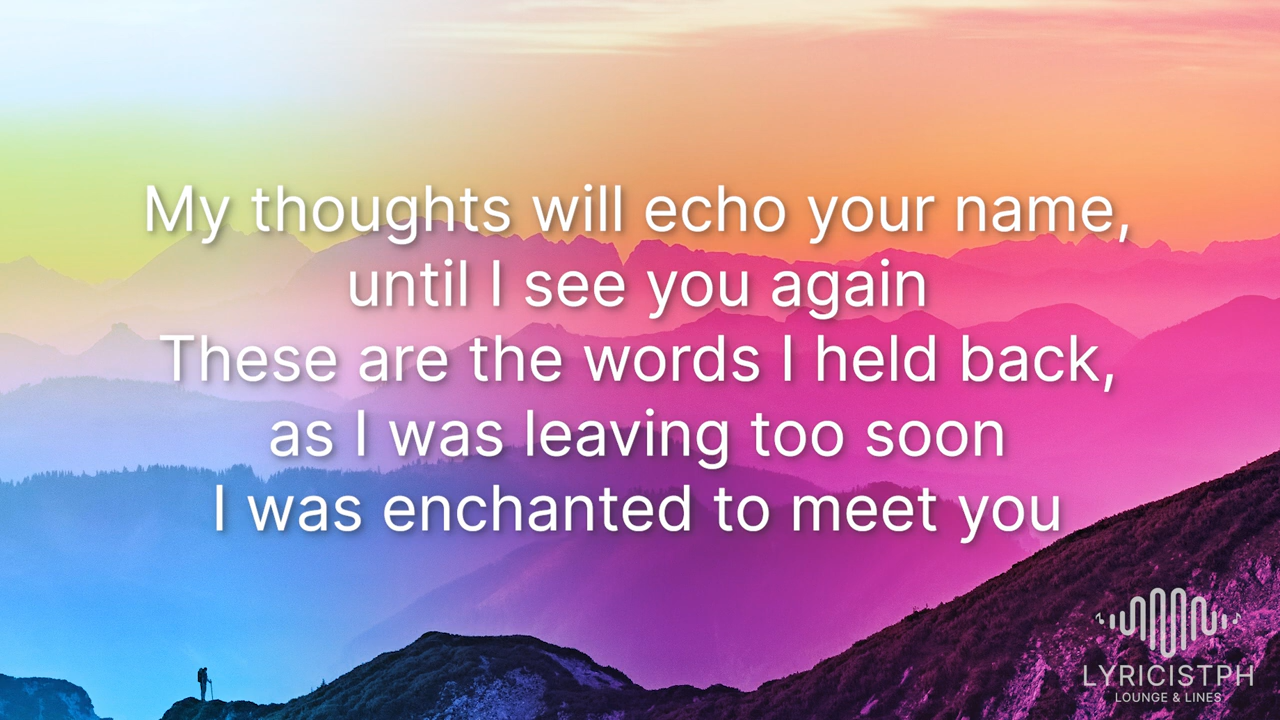 My thoughts will echo your name,
until I see you again
These are the words I held back,
as I was leaving too soon
I was enchanted to meet you
LYRICISTPH
LOUNGE & LINES